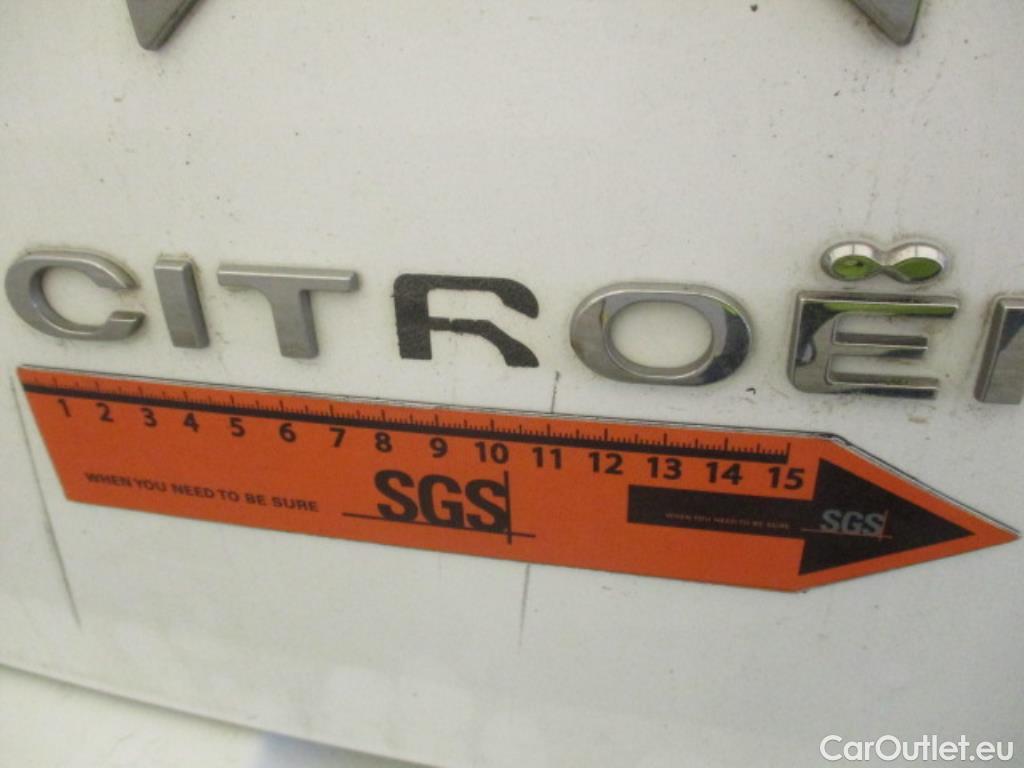 CITROË
1 2 3 4 5 6 7 8 9 10 11 12 13 14 15
WHEN YOU NEED TO BE SURE SGS
WHEN YOU NEED TO BE SURE SGS
CarOutlet.eu